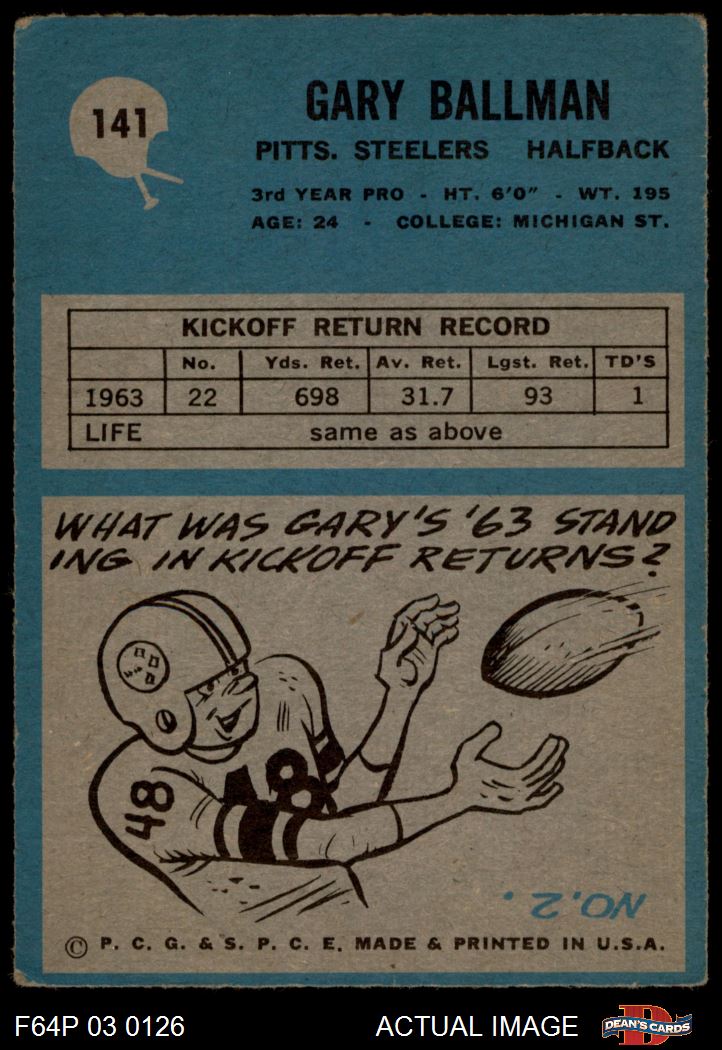 141
GARY BALLMAN
PITTS. STEELERS HALFBACK
3rd YEAR PRO - HT. 6'0" - WT. 195
AGE: 24 - COLLEGE: MICHIGAN ST.
KICKOFF RETURN RECORD
No. Yds. Ret. Av. Ret. Lgst. Ret. TD'S
1963 22 698 31.7 93 1
LIFE same as above
WHAT WAS GARY'S '63 STAND
ING IN KICKOFF RETURNS?
48
48
NO. 2.
© P. C. G. & S. P. C. E. MADE & PRINTED IN U.S.A.
F64P 03 0126 ACTUAL IMAGE D DEAN'S CARDS